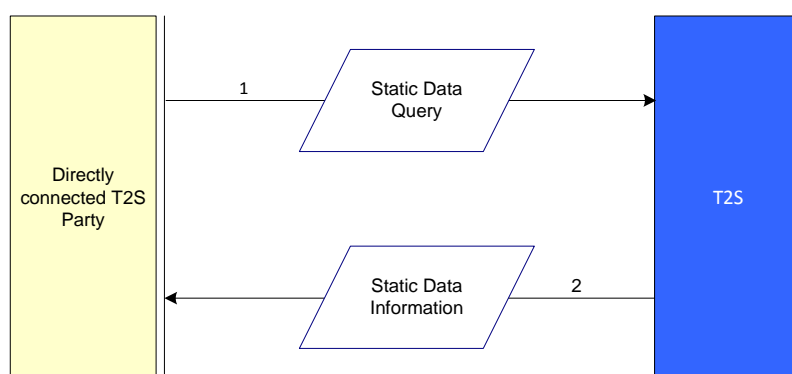 1
Static Data
Query
Directly
connected T2S
Party
T2S
Static Data
Information
2